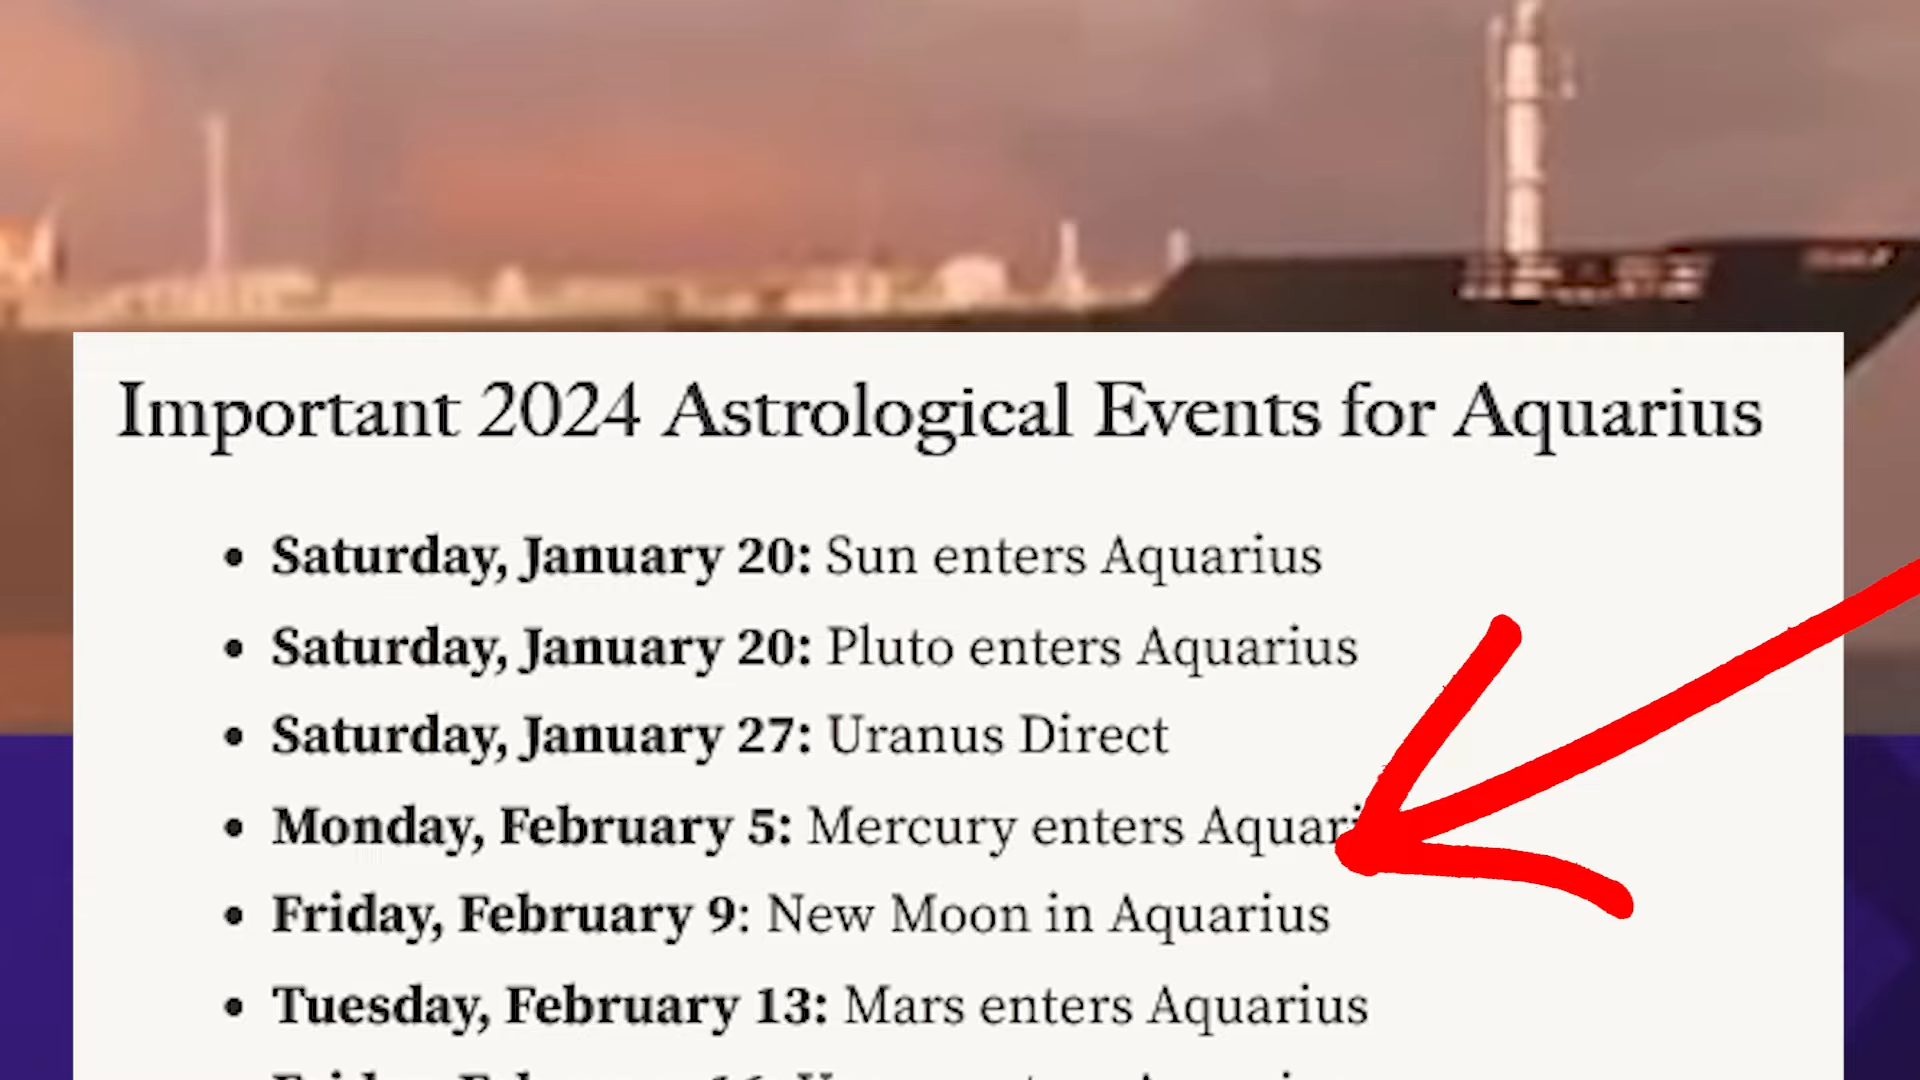 Important 2024 Astrological Events for Aquarius
• Saturday, January 20: Sun enters Aquarius
• Saturday, January 20: Pluto enters Aquarius
• Saturday, January 27: Uranus Direct
• Monday, February 5: Mercury enters Aquari
• Friday, February 9: New Moon in Aquarius
• Tuesday, February 13: Mars enters Aquarius